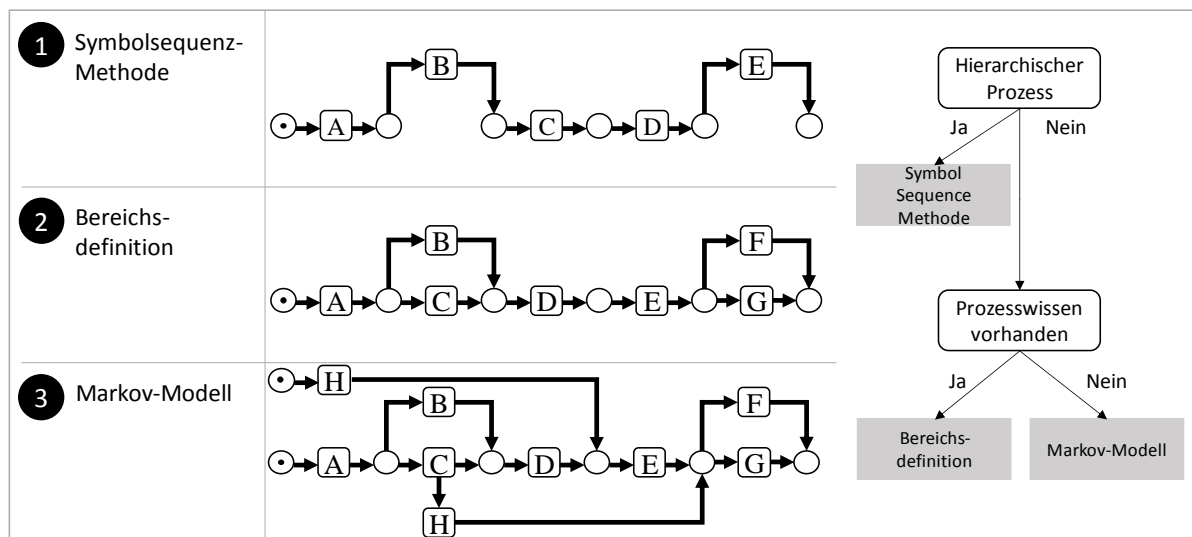 1
Symbolsequenz-
Methode
B
E
A
C
D
2
Bereichs-
definition
B
F
A
C
D
E
G
3
Markov-Modell
H
B
F
A
C
D
E
G
H
Hierarchischer
Prozess
Ja
Nein
Symbol
Sequence
Methode
Prozesswissen
vorhanden
Ja
Nein
Bereichs-
definition
Markov-Modell